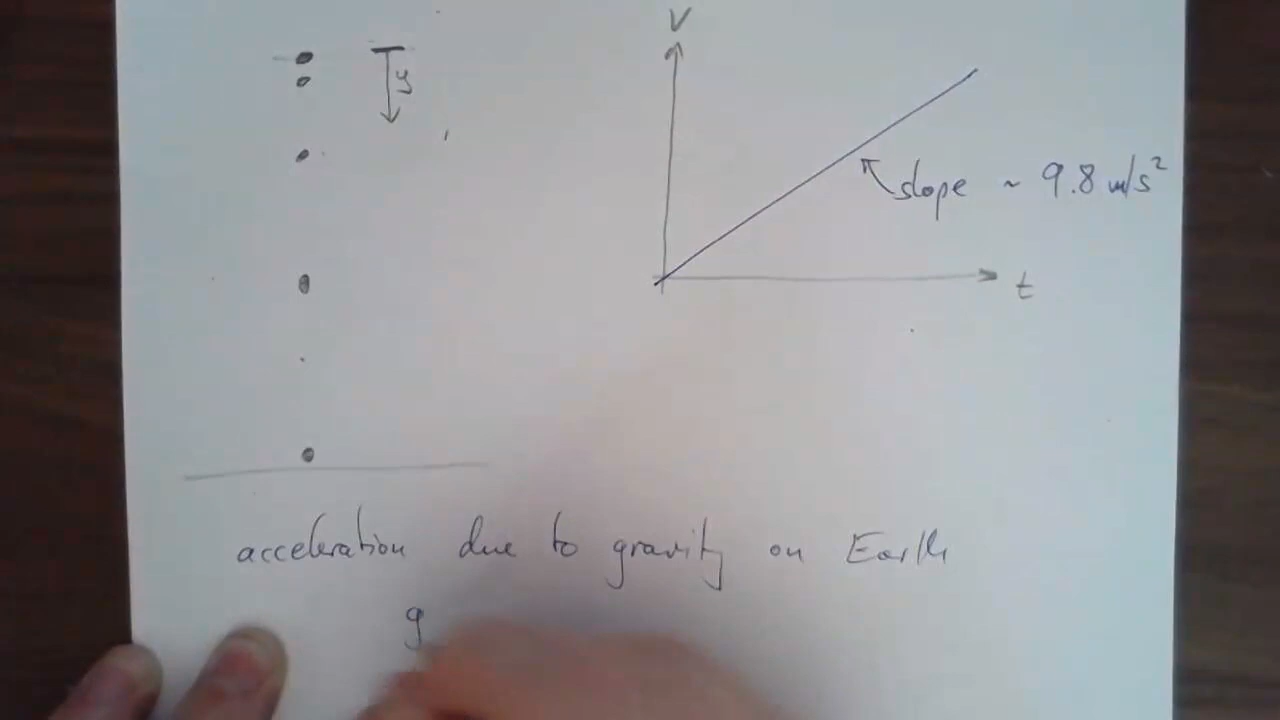 V
y
slope ~ 9.8 m/s²
t
acceleration due to gravity on Earth
g